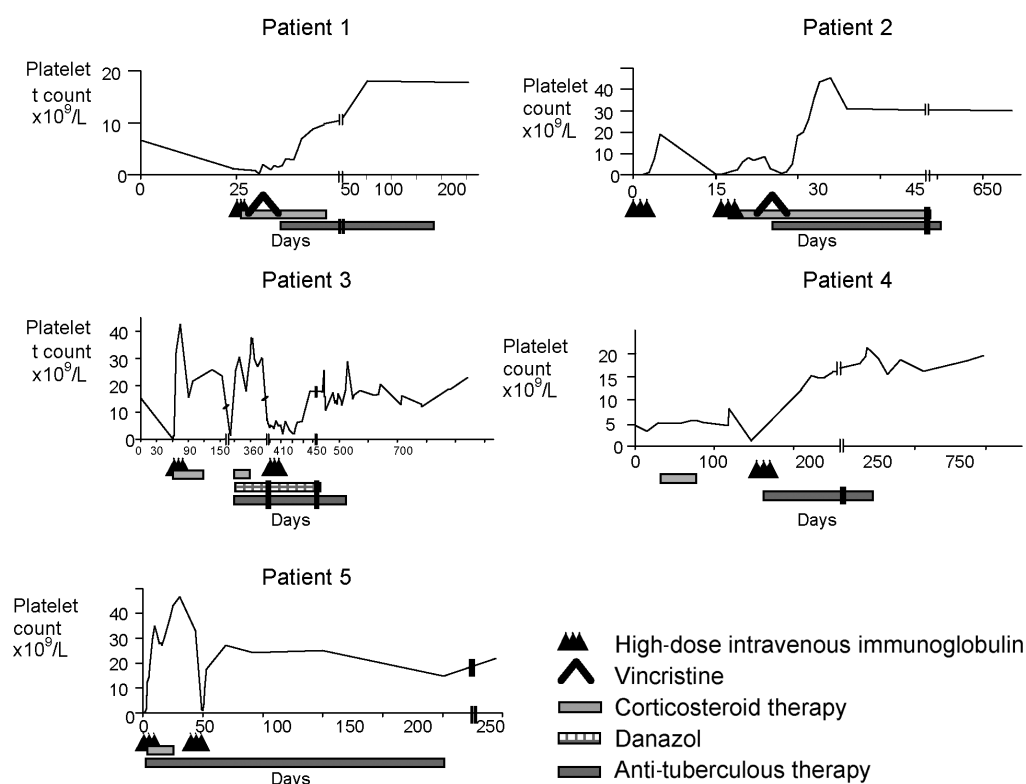 Patient 1
Platelet
t count
x10⁹/L
20
10
0
0 25 50 100 200
Days
Patient 2
Platelet
count
x10⁹/L
40
30
20
10
0
0 15 30 45 650
Days
Patient 3
Platelet
t count
x10⁹/L
40
30
20
10
0
0 30 90 150 360 410 450 500 700
Days
Patient 4
Platelet
count
x10⁹/L
20
15
10
5
0
0 100 200 250 750
Days
Patient 5
Platelet
count
x10⁹/L
40
30
20
10
0
0 50 100 150 200 250
Days
High-dose intravenous immunoglobulin
Vincristine
Corticosteroid therapy
Danazol
Anti-tuberculous therapy